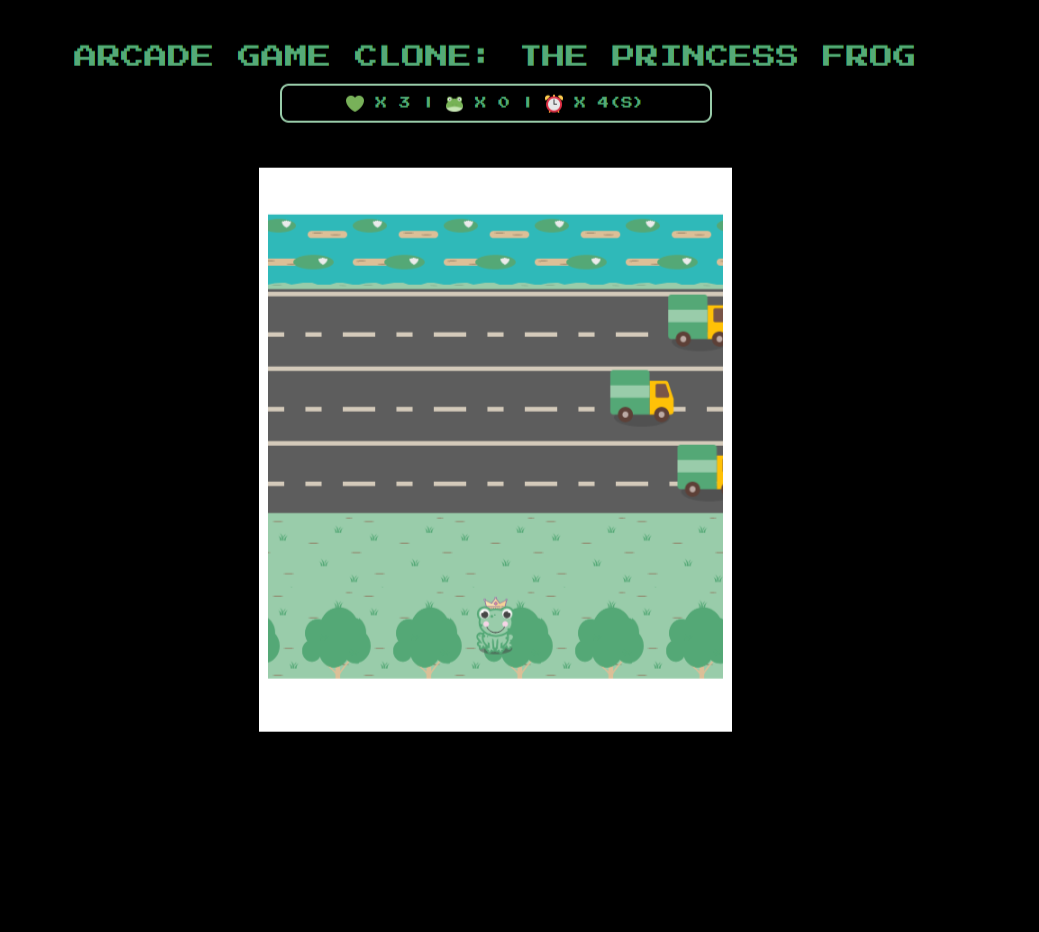 ARCADE GAME CLONE: THE PRINCESS FROG
💚 X 3 | 🐸 X 0 | ⏰ X 4(S)